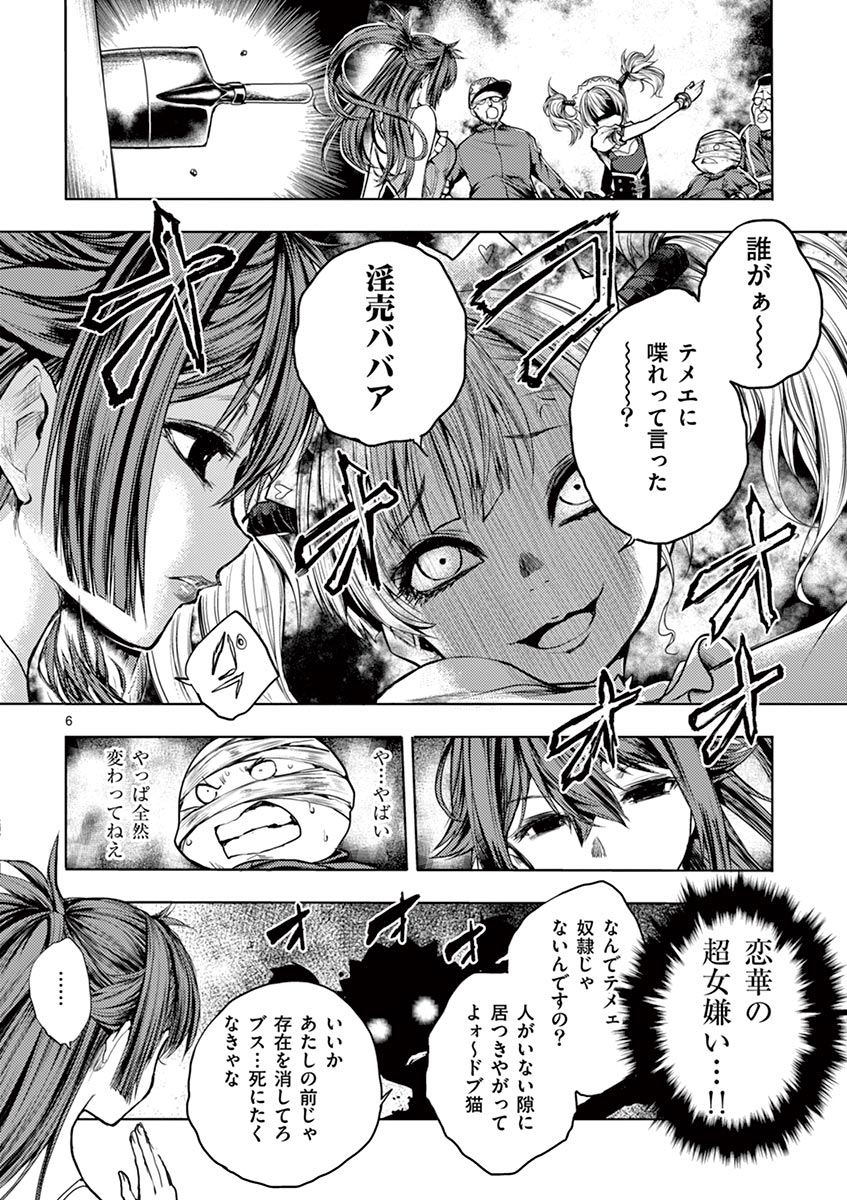 誰がぁ〜〜〜
テメエに
喋れって言った
〜〜〜〜?
淫売ババア
ゴ
オ
オ
オ
オ
6
や…やばい
やっぱ全然
変わってねえ
恋華の
超女嫌い…!!
なんでテメェ
奴隷じゃ
ないんですの?
人がいない隙に
居つきやがって
よォ〜ドブ猫
オ
オ
オ
いいか
あたしの前じゃ
存在を消してろ
ブス…死にたく
なきゃな
……